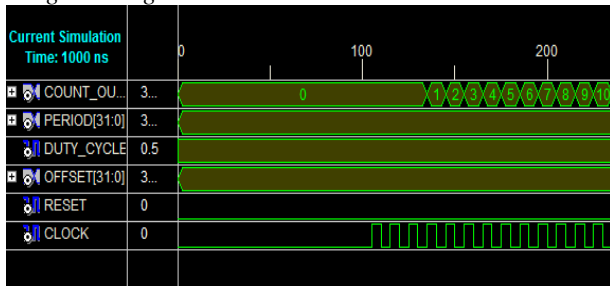 Current Simulation
Time: 1000 ns
0 100 200
COUNT_OU... 3... 0 1 2 3 4 5 6 7 8 9 10
PERIOD[31:0] 3...
DUTY_CYCLE 0.5
OFFSET[31:0] 3...
RESET 0
CLOCK 0